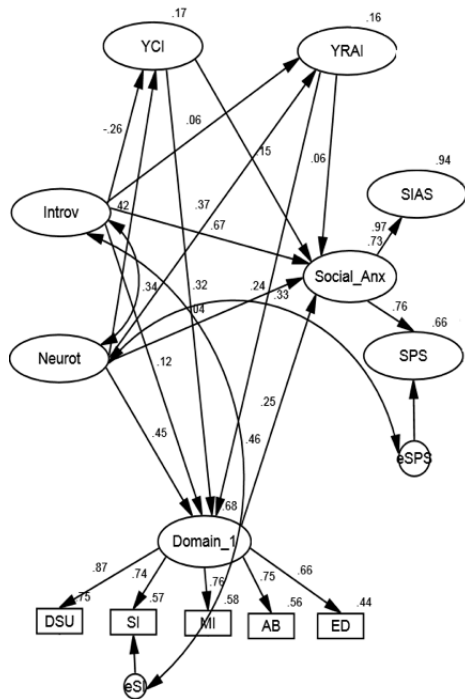 .17
.16
YCI
YRAI
-.26
.06
.15
.06
.94
SIAS
Introv
.42
.37
.67
.97
.73
Social_Anx
.34
.32
.24
.33
.04
.76
.66
Neurot
SPS
.12
.45
.25
.46
eSPS
.68
Domain_1
.87
.74
.76
.75
.66
.75
.57
.58
.56
.44
DSU
SI
MI
AB
ED
eSI